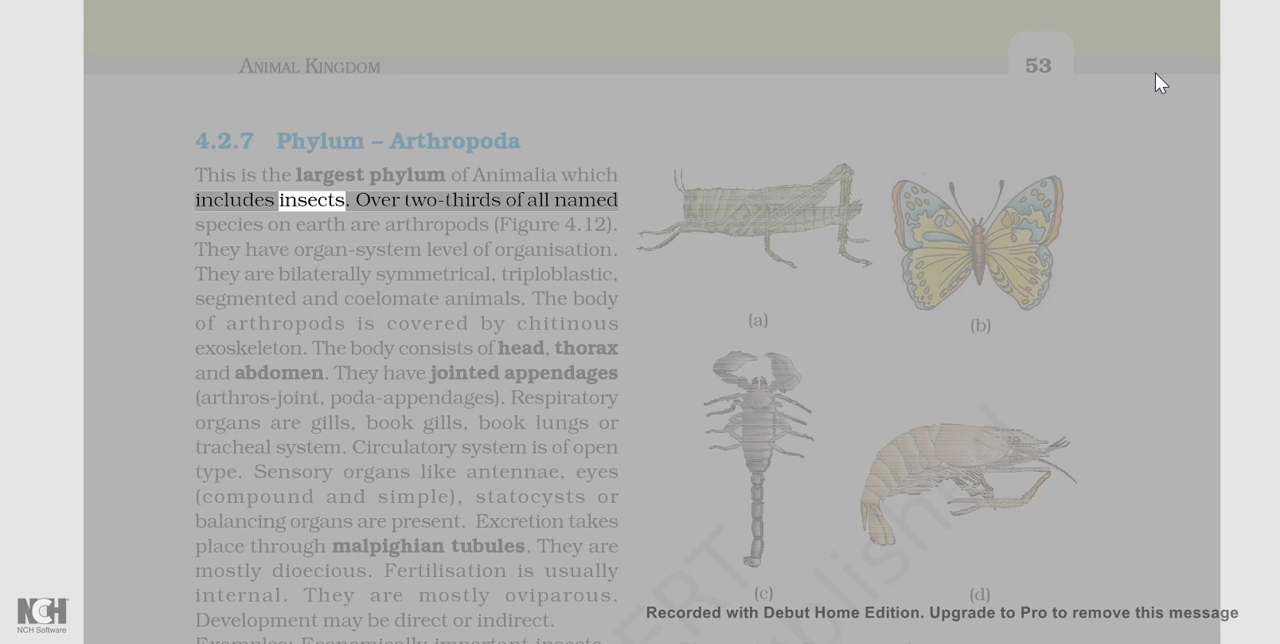 ANIMAL KINGDOM
53
4.2.7 Phylum – Arthropoda
This is the largest phylum of Animalia which
includes insects. Over two-thirds of all named
species on earth are arthropods (Figure 4.12).
They have organ-system level of organisation.
They are bilaterally symmetrical, triploblastic,
segmented and coelomate animals. The body
of arthropods is covered by chitinous
exoskeleton. The body consists of head, thorax
and abdomen. They have jointed appendages
(arthros-joint, poda-appendages). Respiratory
organs are gills, book gills, book lungs or
tracheal system. Circulatory system is of open
type. Sensory organs like antennae, eyes
(compound and simple), statocysts or
balancing organs are present. Excretion takes
place through malpighian tubules. They are
mostly dioecious. Fertilisation is usually
internal. They are mostly oviparous.
Development may be direct or indirect.
Examples: Economically important insects –
(a)
(b)
(c)
(d)
Recorded with Debut Home Edition. Upgrade to Pro to remove this message
NCH
NCH Software